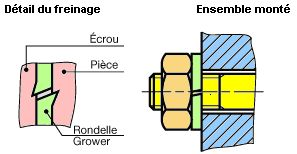 Détail du freinage
Ensemble monté
Écrou
Pièce
Rondelle
Grower